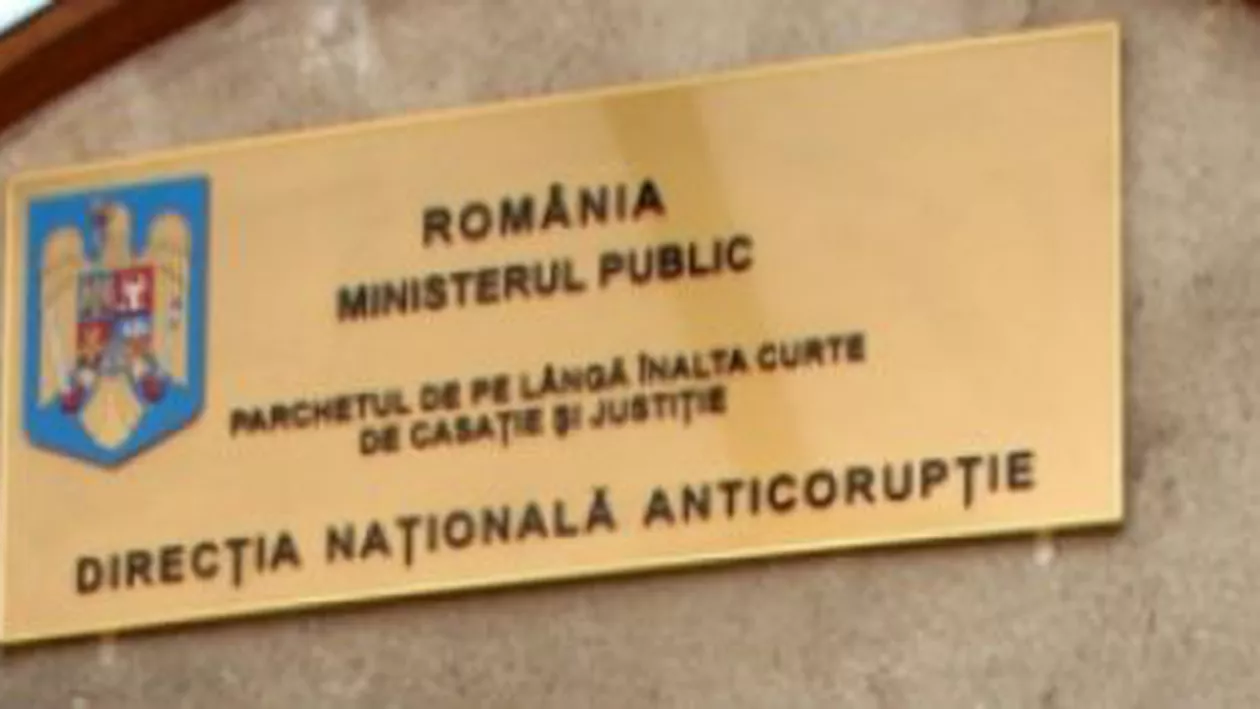 ROMÂNIA
MINISTERUL PUBLIC
PARCHETUL DE PE LÂNGĂ ÎNALTA CURTE
DE CASAŢIE ŞI JUSTIŢIE
DIRECŢIA NAŢIONALĂ ANTICORUPŢIE